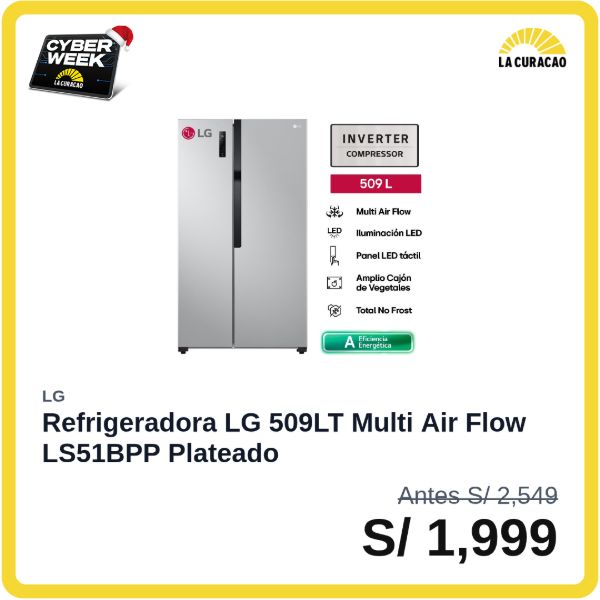 CYBER
WEEK
LA CURACAO
LA CURACAO
LG
INVERTER
COMPRESSOR
509 L
Multi Air Flow
LED
Iluminación LED
Panel LED táctil
Amplio Cajón
de Vegetales
Total No Frost
A Eficiencia
Energética
LG
Refrigeradora LG 509LT Multi Air Flow
LS51BPP Plateado
Antes S/ 2,549
S/ 1,999